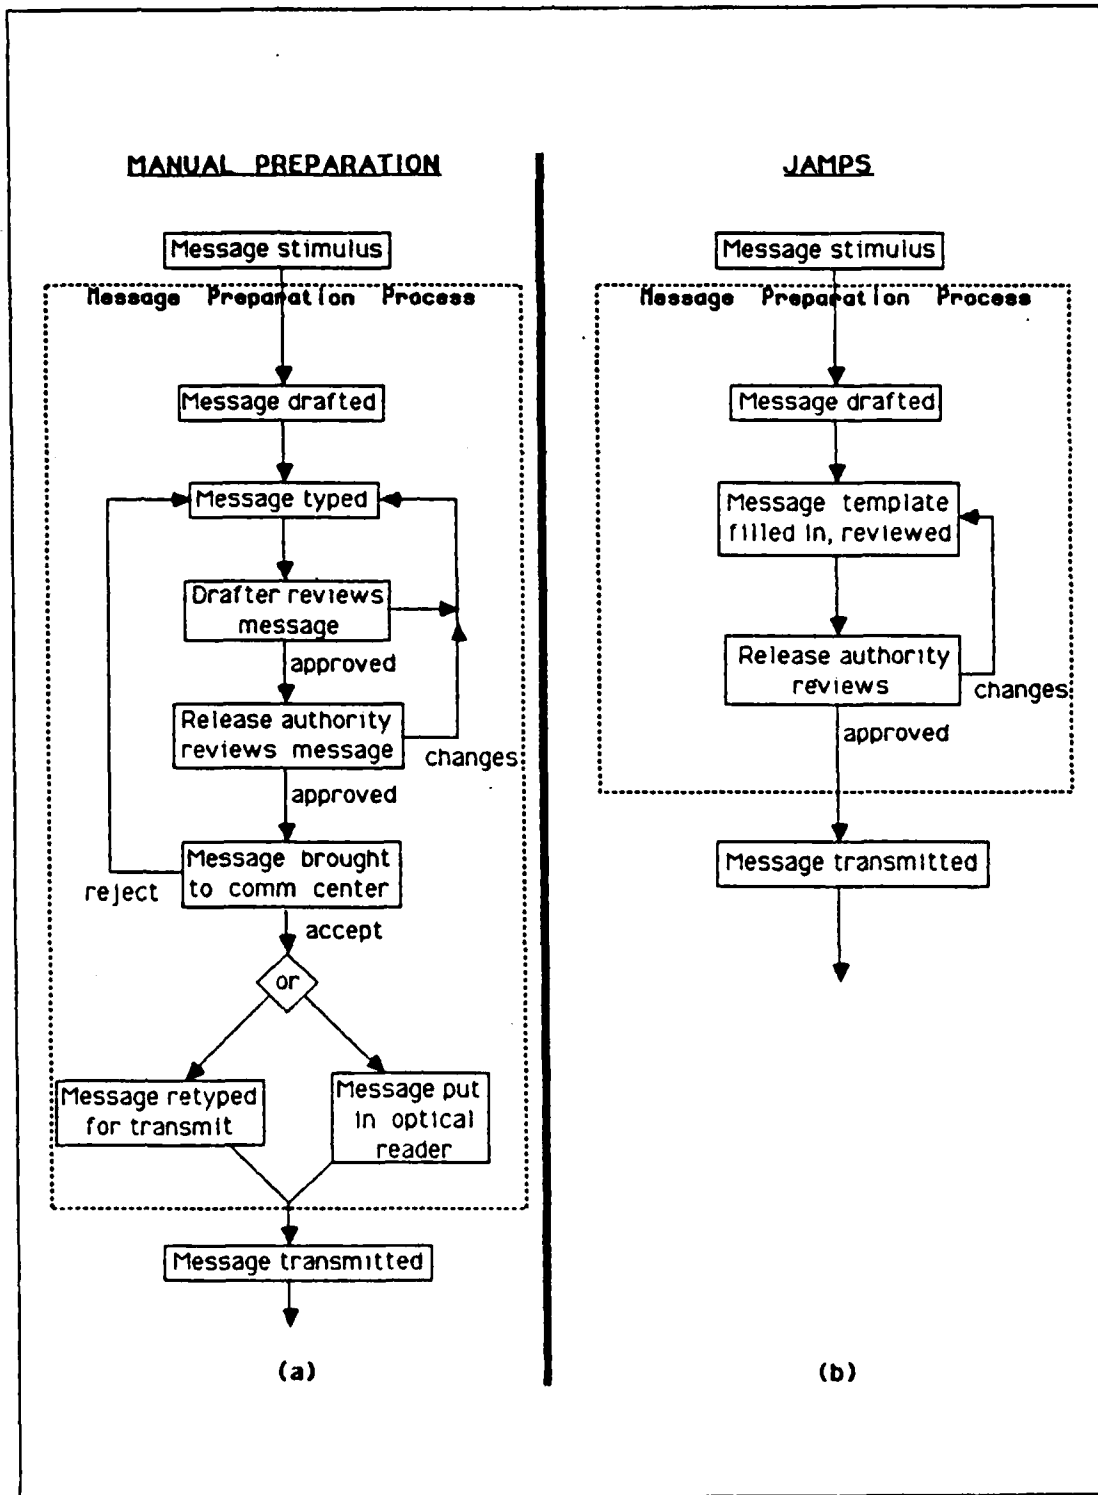 MANUAL PREPARATION
Message stimulus
Message Preparation Process
Message drafted
Message typed
Drafter reviews
message
approved
Release authority
reviews message
changes
approved
Message brought
to comm center
reject
accept
or
Message retyped
for transmit
Message put
in optical
reader
Message transmitted
(a)
JAMPS
Message stimulus
Message Preparation Process
Message drafted
Message template
filled in, reviewed
Release authority
reviews
changes
approved
Message transmitted
(b)